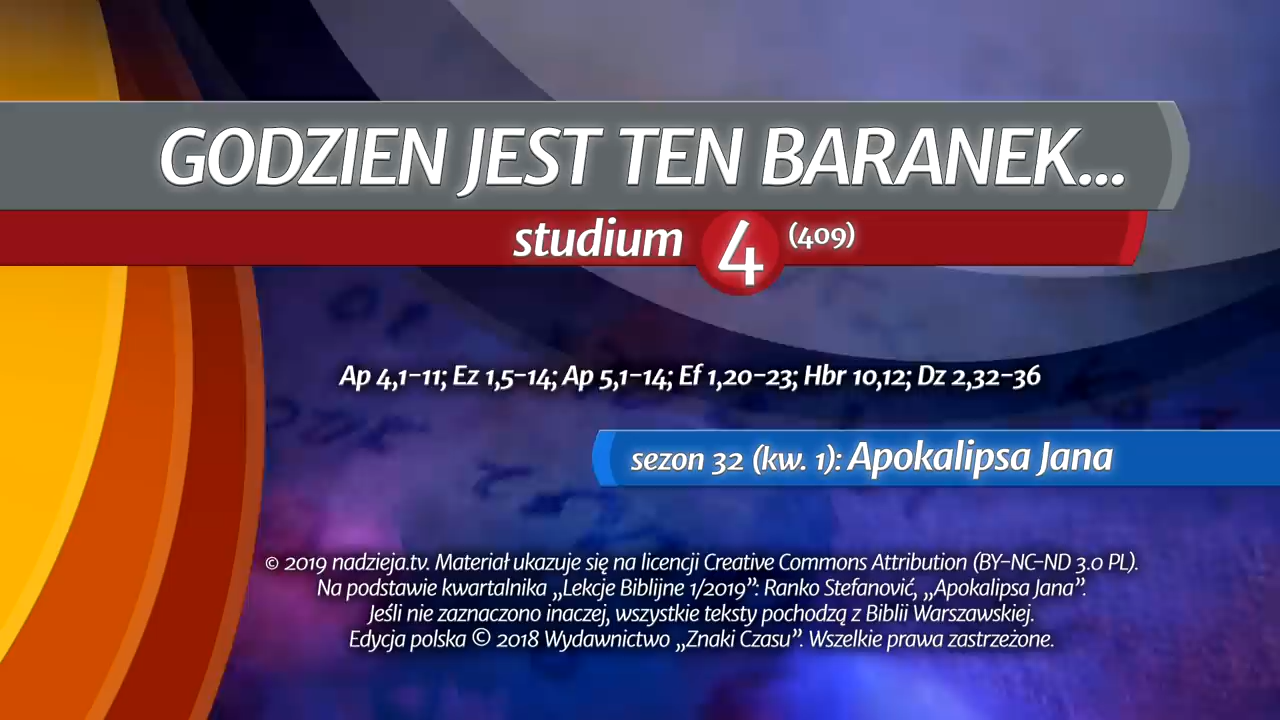 GODZIEN JEST TEN BARANEK...
studium 4 (409)
Ap 4,1-11; Ez 1,5-14; Ap 5,1-14; Ef 1,20-23; Hbr 10,12; Dz 2,32-36
sezon 32 (kw. 1): Apokalipsa Jana
© 2019 nadzieja.tv. Materiał ukazuje się na licencji Creative Commons Attribution (BY-NC-ND 3.0 PL).
Na podstawie kwartalnika „Lekcje Biblijne 1/2019”: Ranko Stefanović, „Apokalipsa Jana”.
Jeśli nie zaznaczono inaczej, wszystkie teksty pochodzą z Biblii Warszawskiej.
Edycja polska © 2018 Wydawnictwo „Znaki Czasu”. Wszelkie prawa zastrzeżone.